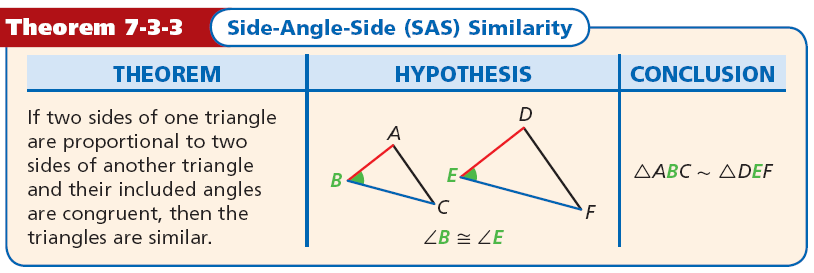 Theorem 7-3-3 Side-Angle-Side (SAS) Similarity
THEOREM HYPOTHESIS CONCLUSION
If two sides of one triangle
are proportional to two
sides of another triangle
and their included angles
are congruent, then the
triangles are similar.
A
B
C
D
E
F
∠B ≅ ∠E
△ABC ~ △DEF